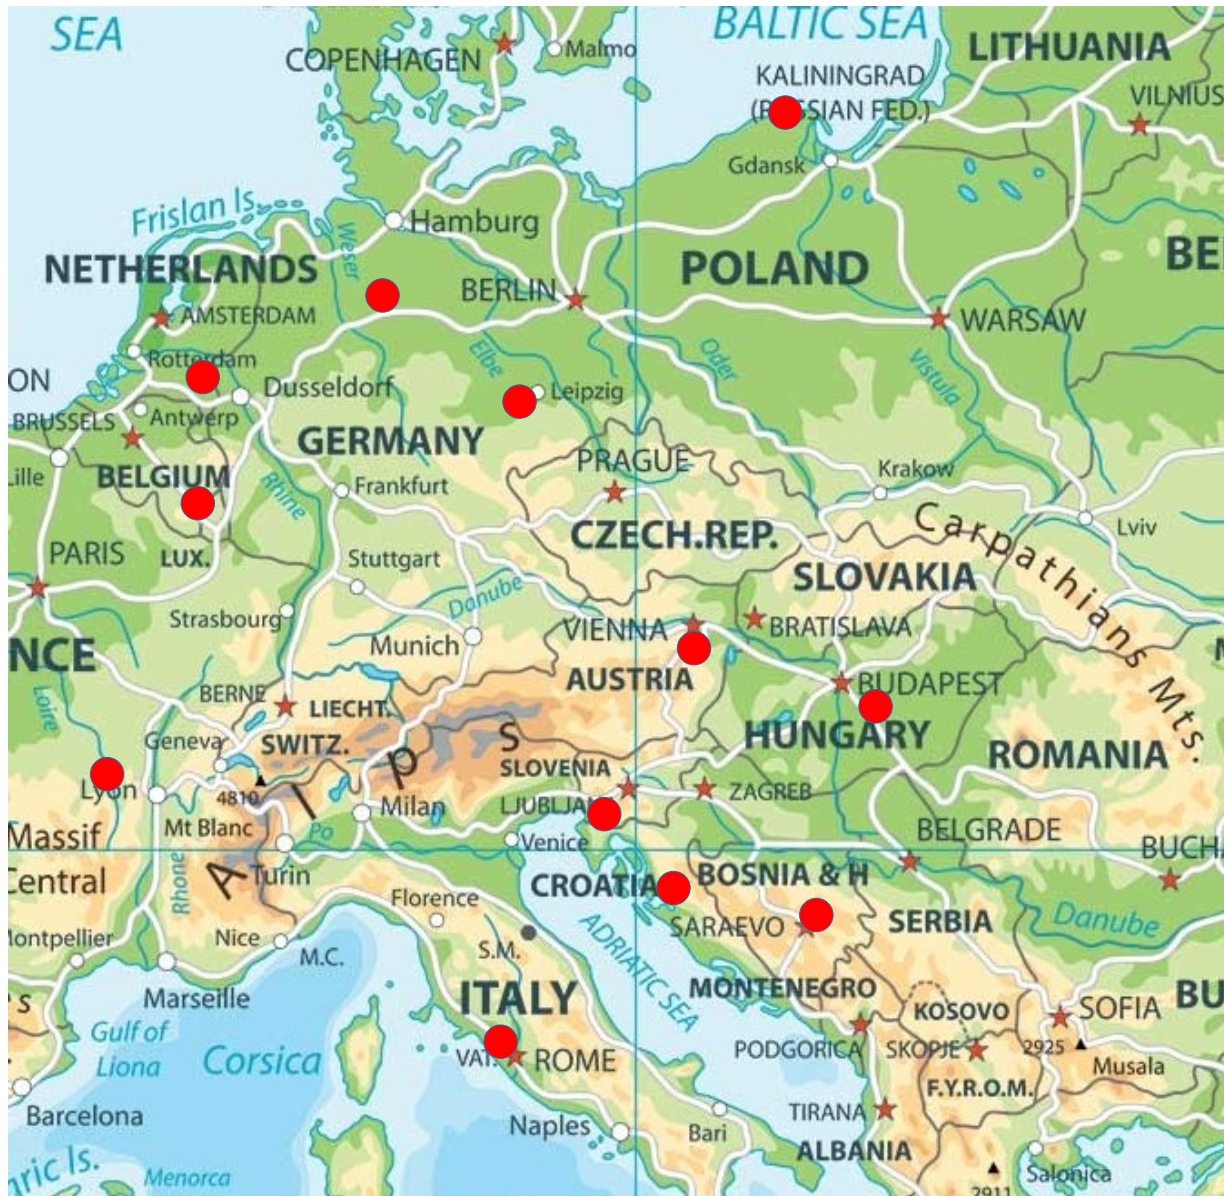 SEA
BALTIC SEA
LITHUANIA
COPENHAGEN
Malmo
KALININGRAD
SIAN FED.)
VILNIUS
Gdansk
Frislan Is.
Hamburg
Weser
NETHERLANDS
POLAND
BE
BERLIN
AMSTERDAM
WARSAW
Rotterdam
ON
Dusseldorf
Elbe
Leipzig
Oder
Vistula
BRUSSELS
Antwerp
GERMANY
PRAGUE
Krakow
Lille
BELGIUM
Rhine
Frankfurt
CZECH.REP.
Carpathians Mts.
Lviv
PARIS
LUX.
Stuttgart
SLOVAKIA
Danube
Strasbourg
VIENNA
BRATISLAVA
Munich
NCE
AUSTRIA
BUDAPEST
Loire
BERNE
LIECHT.
HUNGARY
Geneva
SWITZ.
Alps
SLOVENIA
ROMANIA
Lyon
4810
Milan
LJUBLJA
ZAGREB
Massif
Mt Blanc
Po
Venice
BELGRADE
BUCH
Central
Rhone
Turin
Florence
CROATIA
BOSNIA & H
SARAEVO
SERBIA
Danube
Montpellier
Nice
M.C.
S.M.
ADRIATIC SEA
Marseille
ITALY
MONTENEGRO
KOSOVO
SOFIA
BU
Gulf of
Liona
Corsica
VAT.
ROME
PODGORICA
SKOPJE
2925
Musala
F.Y.R.O.M.
Barcelona
Naples
Bari
TIRANA
ALBANIA
aric Is.
Menorca
Salonica
2911